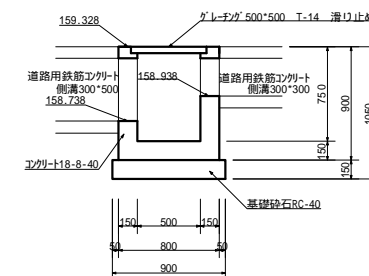 159.328
グレーチング 500*500 T-14 滑り止め
道路用鉄筋コンクリート
側溝300*500
158.938
道路用鉄筋コンクリート
側溝300*300
158.738
750
900
1050
150
150
コンクリート18-8-40
基礎砕石RC-40
150 500 150
50 800 50
900